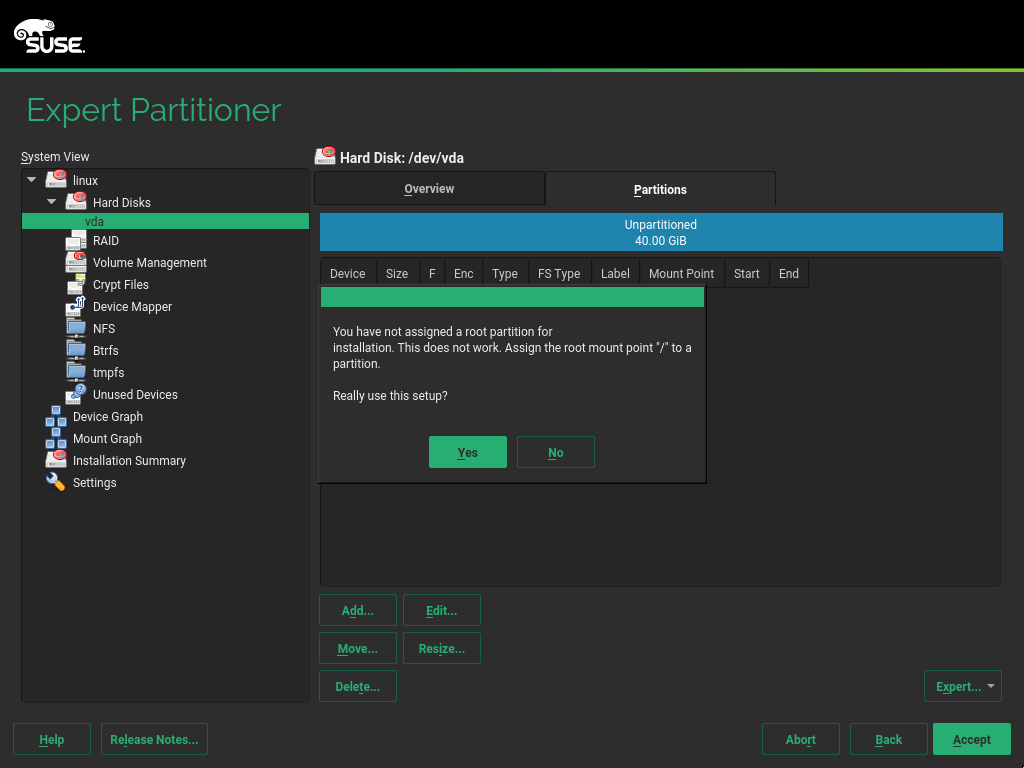 SUSE
Expert Partitioner
System View
linux
Hard Disks
vda
RAID
Volume Management
Crypt Files
Device Mapper
NFS
Btrfs
tmpfs
Unused Devices
Device Graph
Mount Graph
Installation Summary
Settings
Hard Disk: /dev/vda
Overview Partitions
Unpartitioned
40.00 GiB
Device Size F Enc Type FS Type Label Mount Point Start End
You have not assigned a root partition for
installation. This does not work. Assign the root mount point "/" to a
partition.
Really use this setup?
Yes No
Add... Edit...
Move... Resize...
Delete... Expert...
Help Release Notes... Abort Back Accept